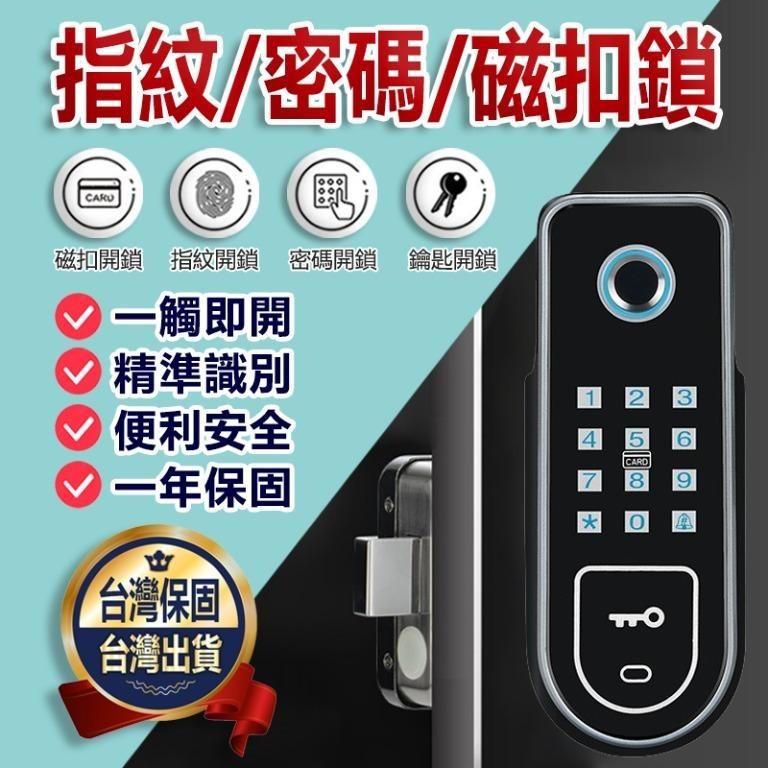 指紋/密碼/磁扣鎖
CARD
磁扣開鎖 指紋開鎖 密碼開鎖 鑰匙開鎖
一觸即開
精準識別
便利安全
一年保固
台灣保固
台灣出貨
1 2 3
4 5 6
CARD
7 8 9
* 0